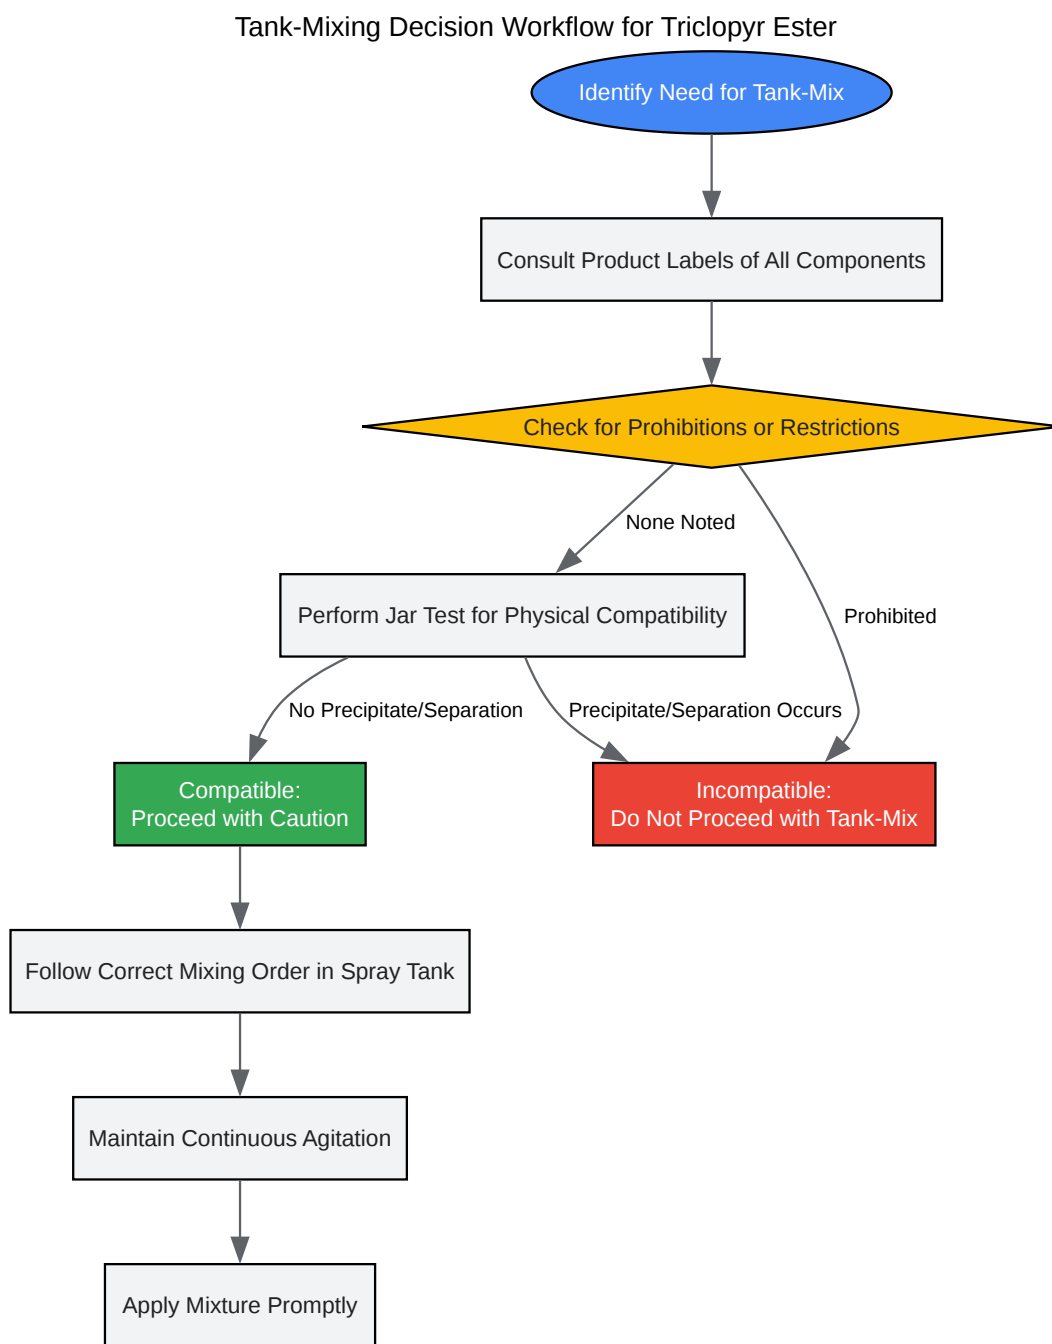 Tank-Mixing Decision Workflow for Triclopyr Ester
Identify Need for Tank-Mix
Consult Product Labels of All Components
Check for Prohibitions or Restrictions
None Noted
Perform Jar Test for Physical Compatibility
Prohibited
No Precipitate/Separation
Precipitate/Separation Occurs
Compatible:
Proceed with Caution
Incompatible:
Do Not Proceed with Tank-Mix
Follow Correct Mixing Order in Spray Tank
Maintain Continuous Agitation
Apply Mixture Promptly